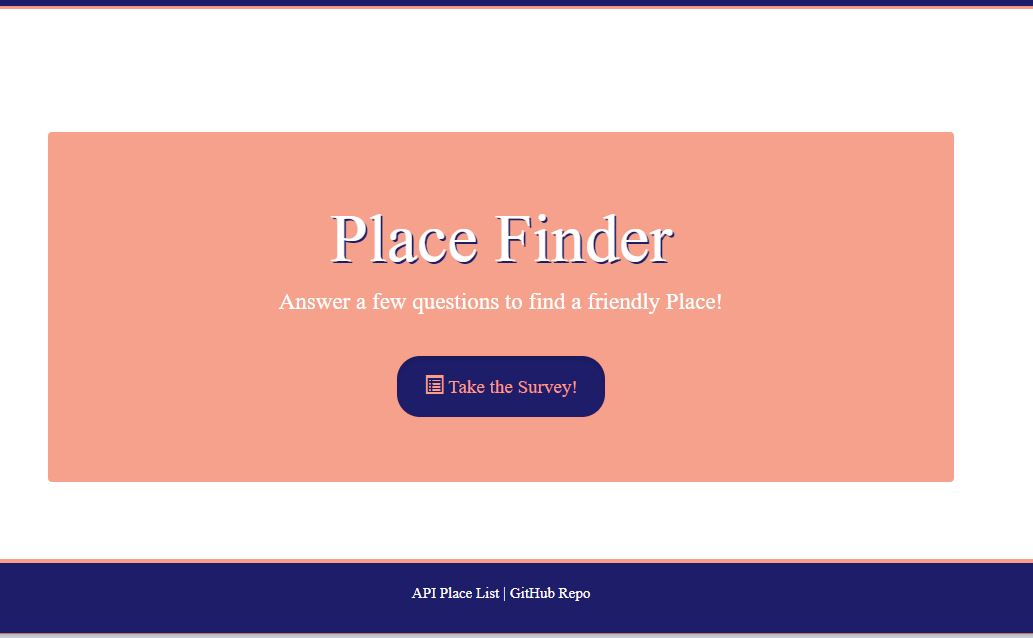 Place Finder
Answer a few questions to find a friendly Place!
Take the Survey!
API Place List | GitHub Repo